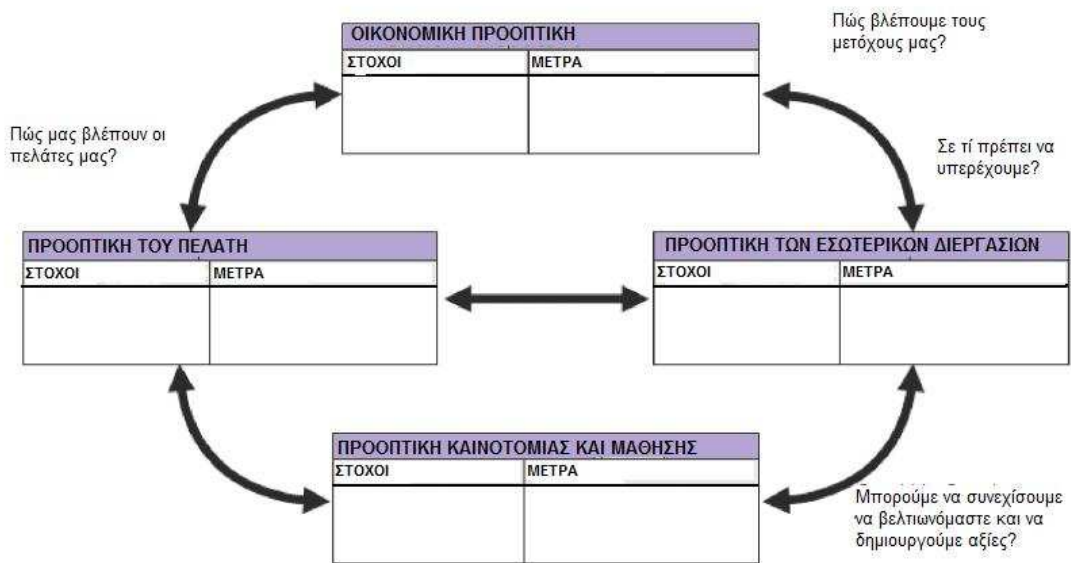 ΟΙΚΟΝΟΜΙΚΗ ΠΡΟΟΠΤΙΚΗ
ΣΤΟΧΟΙ ΜΕΤΡΑ
Πώς βλέπουμε τους
μετόχους μας?
Πώς μας βλέπουν οι
πελάτες μας?
Σε τί πρέπει να
υπερέχουμε?
ΠΡΟΟΠΤΙΚΗ ΤΟΥ ΠΕΛΑΤΗ
ΣΤΟΧΟΙ ΜΕΤΡΑ
ΠΡΟΟΠΤΙΚΗ ΤΩΝ ΕΣΩΤΕΡΙΚΩΝ ΔΙΕΡΓΑΣΙΩΝ
ΣΤΟΧΟΙ ΜΕΤΡΑ
ΠΡΟΟΠΤΙΚΗ ΚΑΙΝΟΤΟΜΙΑΣ ΚΑΙ ΜΑΘΗΣΗΣ
ΣΤΟΧΟΙ ΜΕΤΡΑ
Μπορούμε να συνεχίσουμε
να βελτιωνόμαστε και να
δημιουργούμε αξίες?